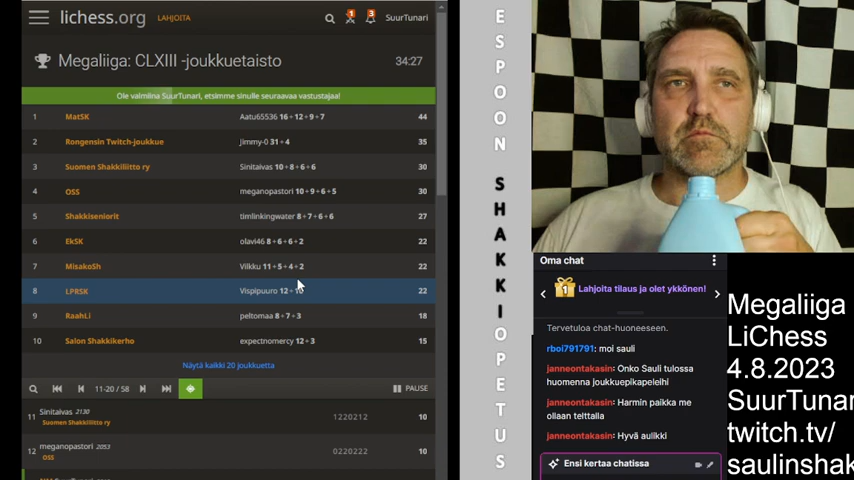 lichess.org LAHJOITA 1 3 SuurTunari
Megaliiga: CLXIII -joukkuetaisto 34:27
Ole valmiina SuurTunari, etsimme sinulle seuraavaa vastustajaa!
1 MatSK Aatu65536 16+12+9+7 44
2 Rongensin Twitch-joukkue Jimmy-0 31+4 35
3 Suomen Shakkiliitto ry Sinitaivas 10+8+6+6 30
4 OSS meganopastori 10+9+6+5 30
5 Shakkiseniorit timlinkingwater 8+7+6+6 27
6 EkSK olavi46 8+6+6+2 22
7 MisakoSh Vilkku 11+5+4+2 22
8 LPRSK Vispipuuro 12+10 22
9 RaahLi peltomaa 8+7+3 18
10 Salon Shakkikerho expectnomercy 12+3 15
Näytä kaikki 20 joukkuetta
11-20 / 58 PAUSE
11 Sinitaivas 2130 1220212 10
Suomen Shakkiliitto ry
12 meganopastori 2053 0220222 10
OSS
ESPOON SHAKKIOPETUS
Oma chat
1 Lahjoita tilaus ja olet ykkönen!
Tervetuloa chat-huoneeseen.
rboi791791: moi sauli
janneontakasin: Onko Sauli tulossa
huomenna joukkuepikapeleihi
janneontakasin: Harmin paikka me
ollaan telttalla
janneontakasin: Hyvä aulikki
Ensi kertaa chatissa
Megaliiga
LiChess
4.8.2023
SuurTunar
twitch.tv/
saulinshak